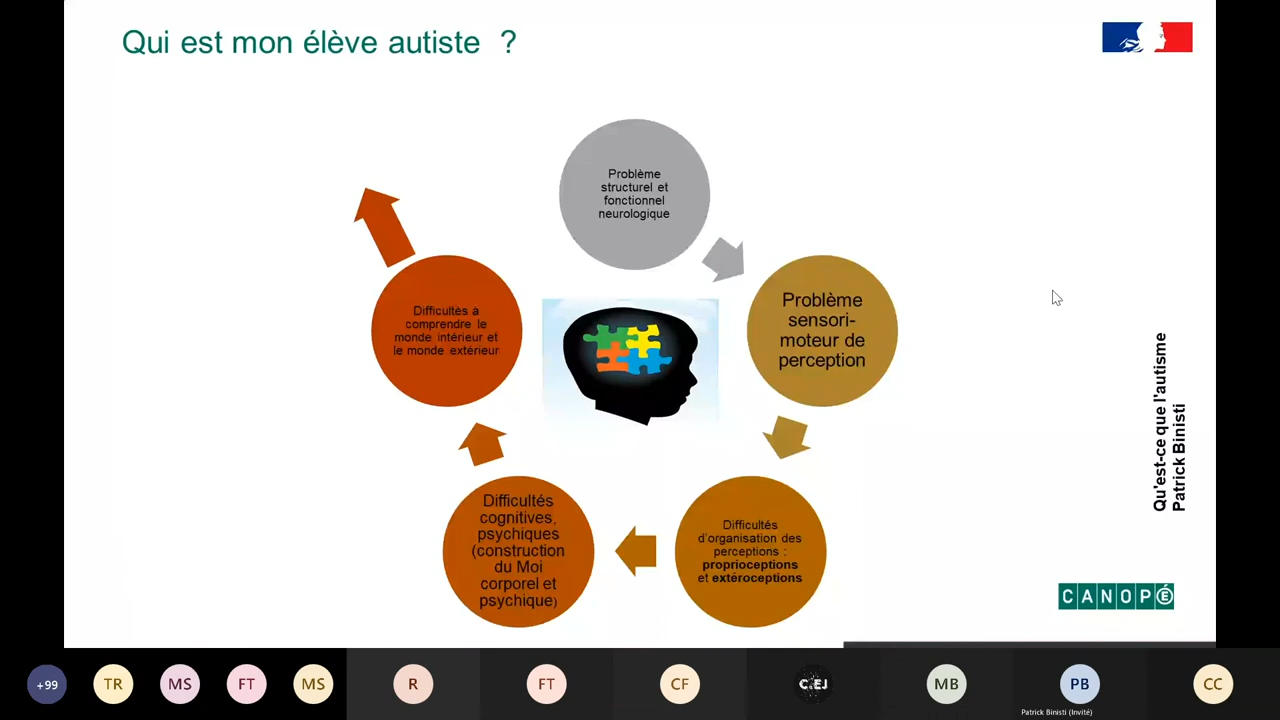 Qui est mon élève autiste ?
Problème
structurel et
fonctionnel
neurologique
Problème
sensori-
moteur de
perception
Difficultés
d'organisation des
perceptions :
proprioceptions
et extéroceptions
Difficultés
cognitives,
psychiques
(construction
du Moi
corporel et
psychique)
Difficultés à
comprendre le
monde intérieur et
le monde extérieur
Qu'est-ce que l'autisme
Patrick Binisti
CANOPÉ
+99
TR
MS
FT
MS
R
FT
CF
MB
PB
CC
Patrick Binisti (Invité)